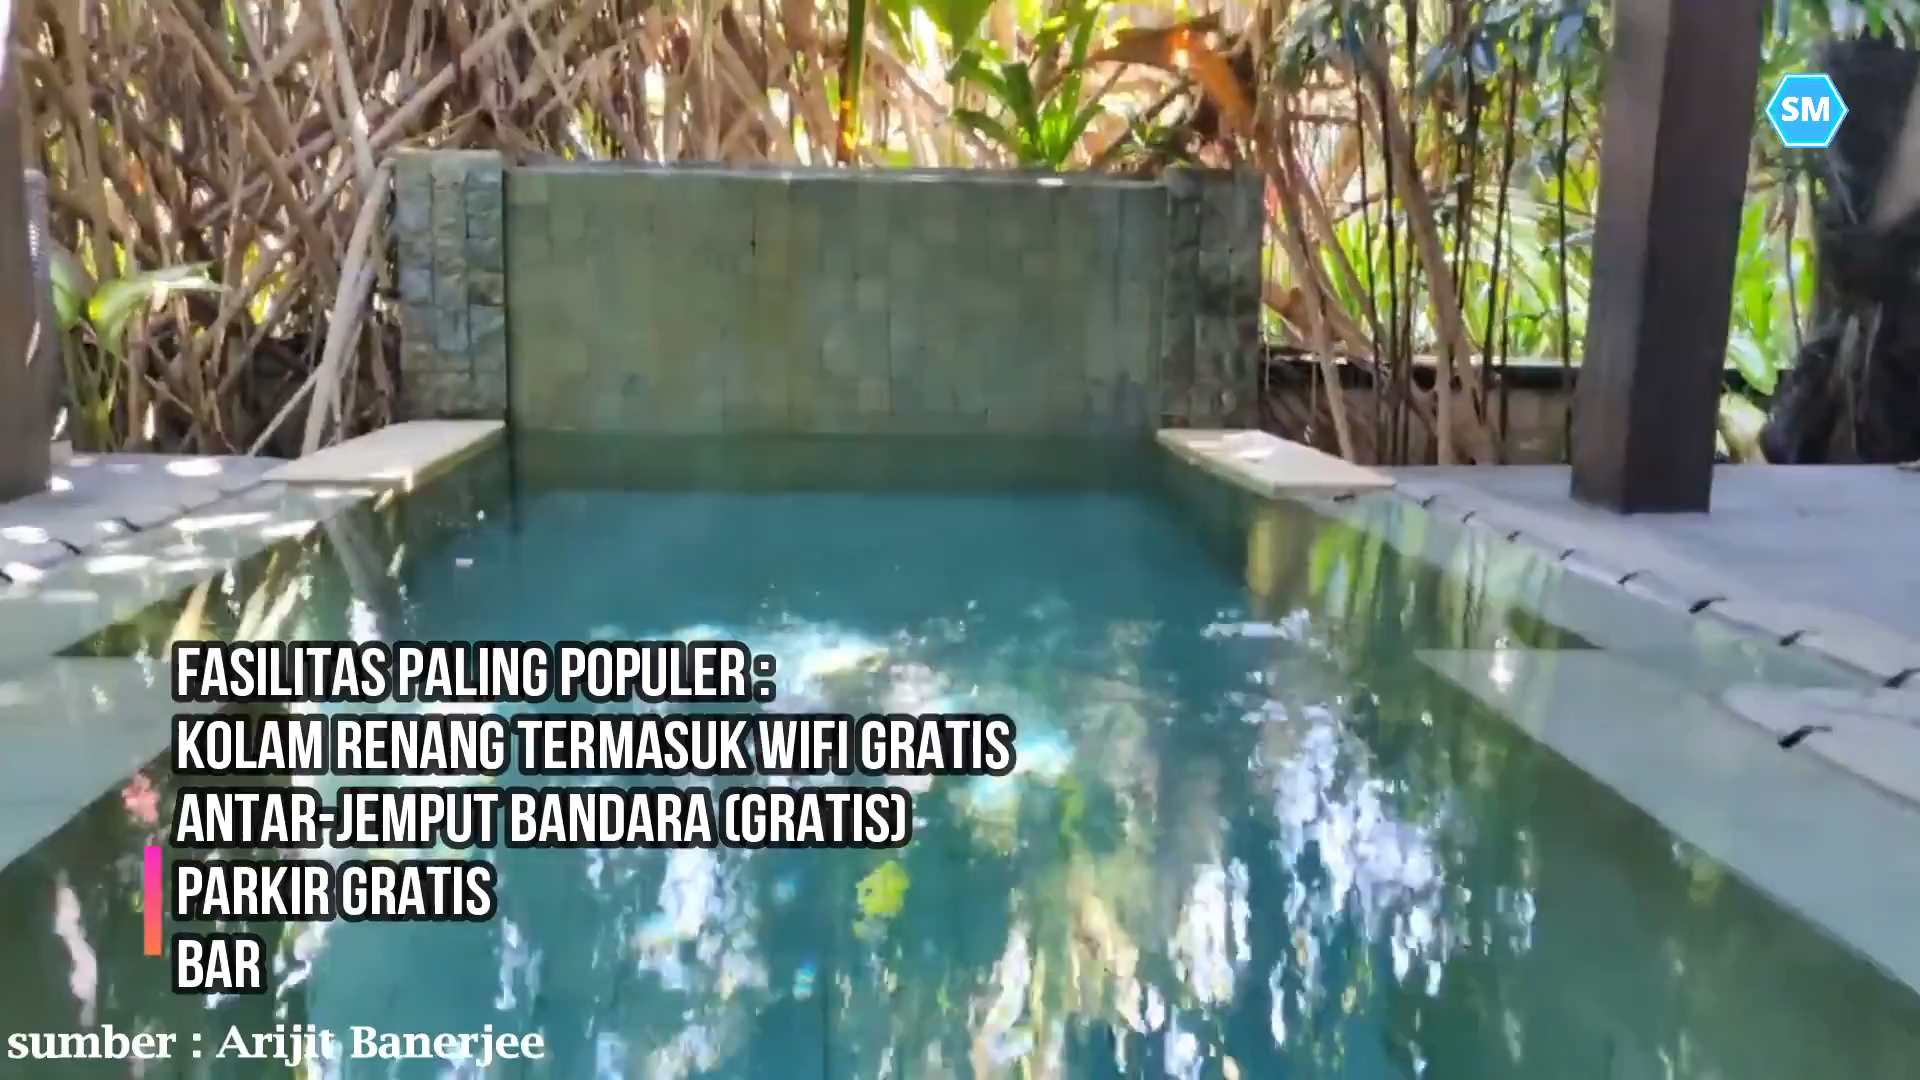 SM
FASILITAS PALING POPULER :
KOLAM RENANG TERMASUK WIFI GRATIS
ANTAR-JEMPUT BANDARA (GRATIS)
PARKIR GRATIS
BAR
sumber : Arijit Banerjee